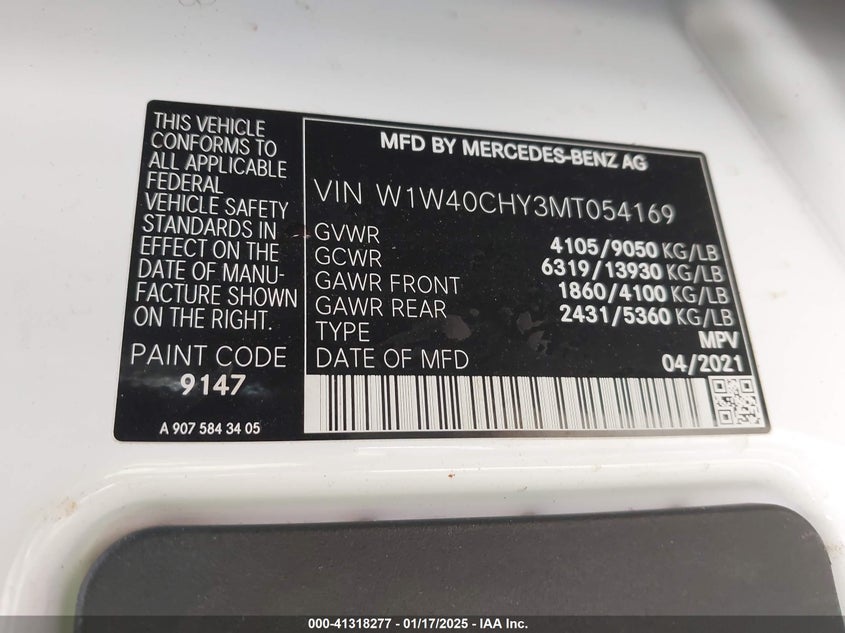 THIS VEHICLE
CONFORMS TO
ALL APPLICABLE
FEDERAL
VEHICLE SAFETY
STANDARDS IN
EFFECT ON THE
DATE OF MANU-
FACTURE SHOWN
ON THE RIGHT.
PAINT CODE
9147
A 907 584 34 05
MFD BY MERCEDES-BENZ AG
VIN W1W40CHY3MT054169
GVWR 4105/9050 KG/LB
GCWR 6319/13930 KG/LB
GAWR FRONT 1860/4100 KG/LB
GAWR REAR 2431/5360 KG/LB
TYPE MPV
DATE OF MFD 04/2021
000-41318277 - 01/17/2025 - IAA Inc.